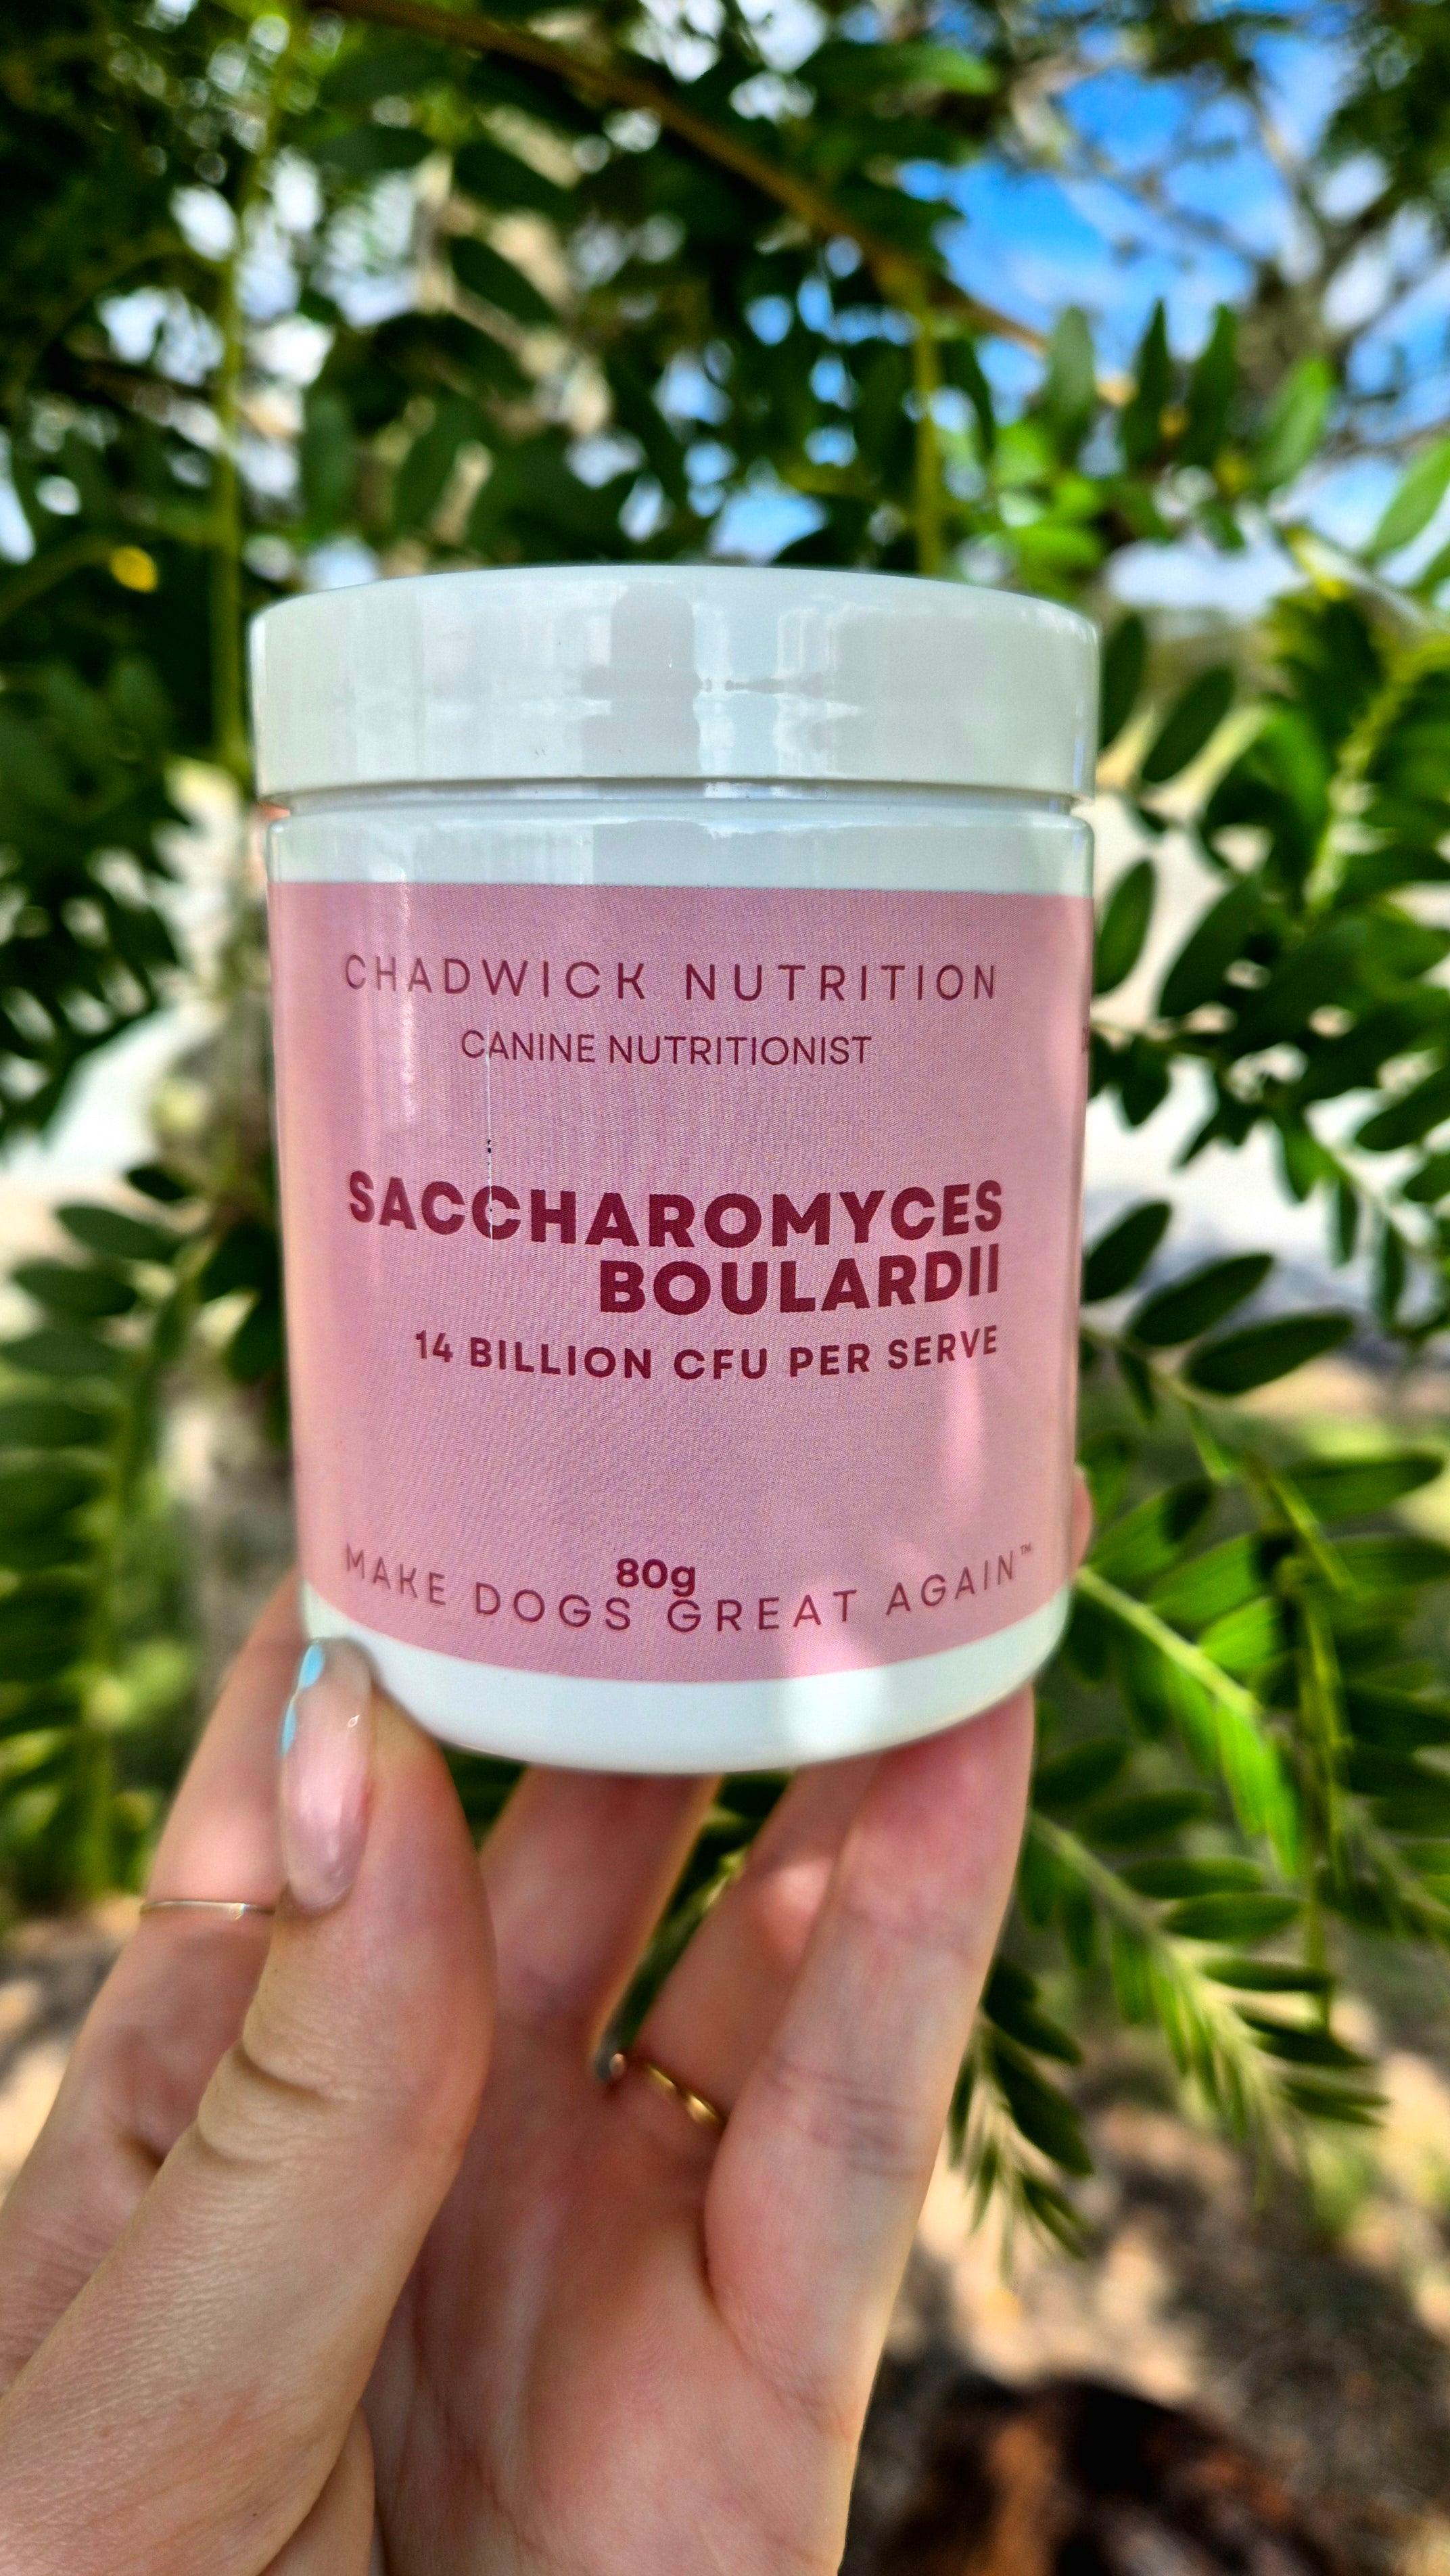 CHADWICK NUTRITION
CANINE NUTRITIONIST
SACCHAROMYCES
BOULARDII
14 BILLION CFU PER SERVE
80g
MAKE DOGS GREAT AGAIN™